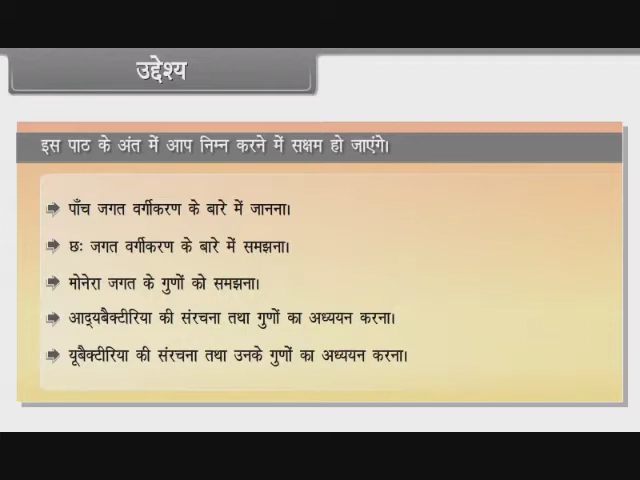 उद्देश्य
इस पाठ के अंत में आप निम्न करने में सक्षम हो जाएंगे।
पाँच जगत वर्गीकरण के बारे में जानना।
छः जगत वर्गीकरण के बारे में समझना।
मोनेरा जगत के गुणों को समझना।
आद्यबैक्टीरिया की संरचना तथा गुणों का अध्ययन करना।
यूबैक्टीरिया की संरचना तथा उनके गुणों का अध्ययन करना।